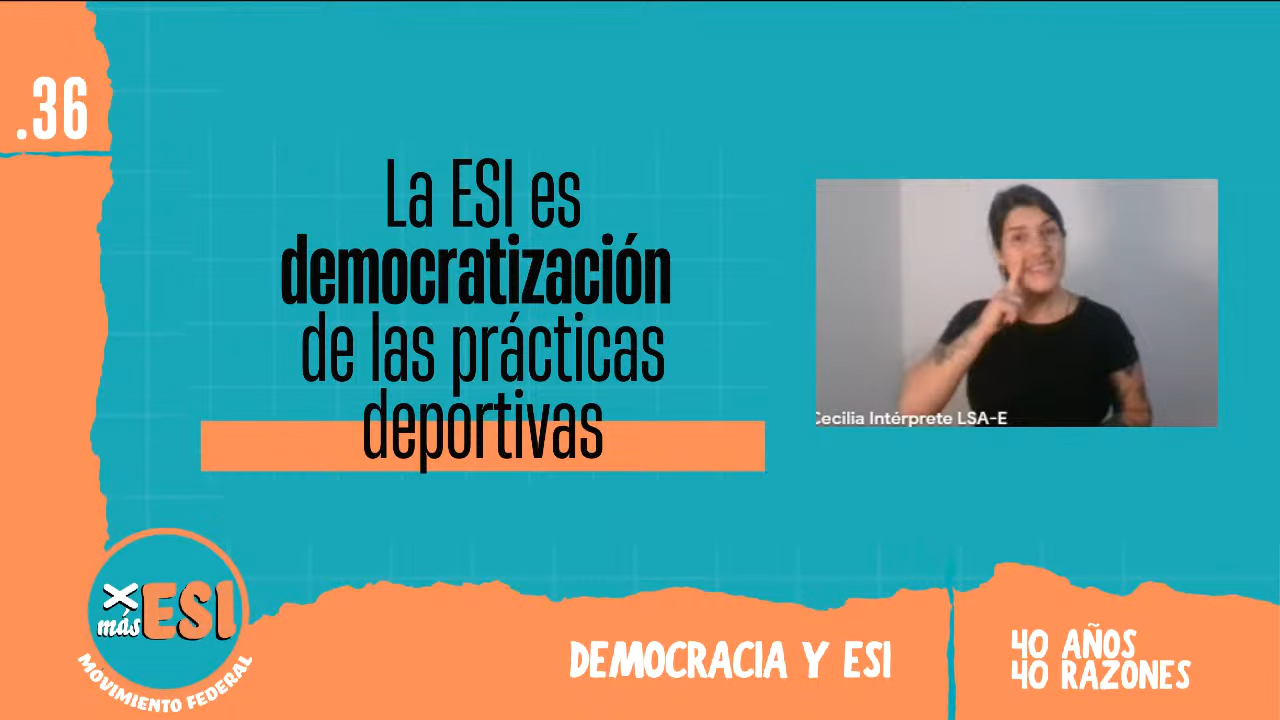 .36
La ESI es
democratización
de las prácticas
deportivas
Cecilia Intérprete LSA-E
X
más ESI
MOVIMIENTO FEDERAL
DEMOCRACIA Y ESI
40 AÑOS
40 RAZONES